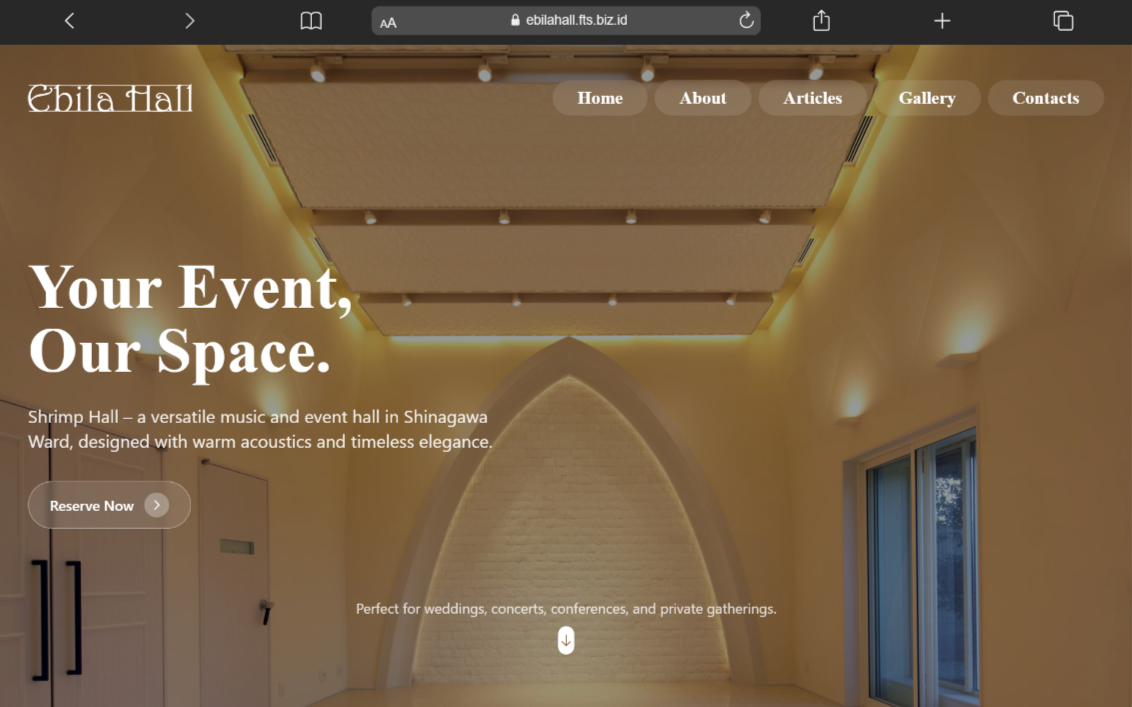 AA
ebilahall.fts.biz.id
Ebila Hall
Home
About
Articles
Gallery
Contacts
Your Event,
Our Space.
Shrimp Hall – a versatile music and event hall in Shinagawa
Ward, designed with warm acoustics and timeless elegance.
Reserve Now
Perfect for weddings, concerts, conferences, and private gatherings.